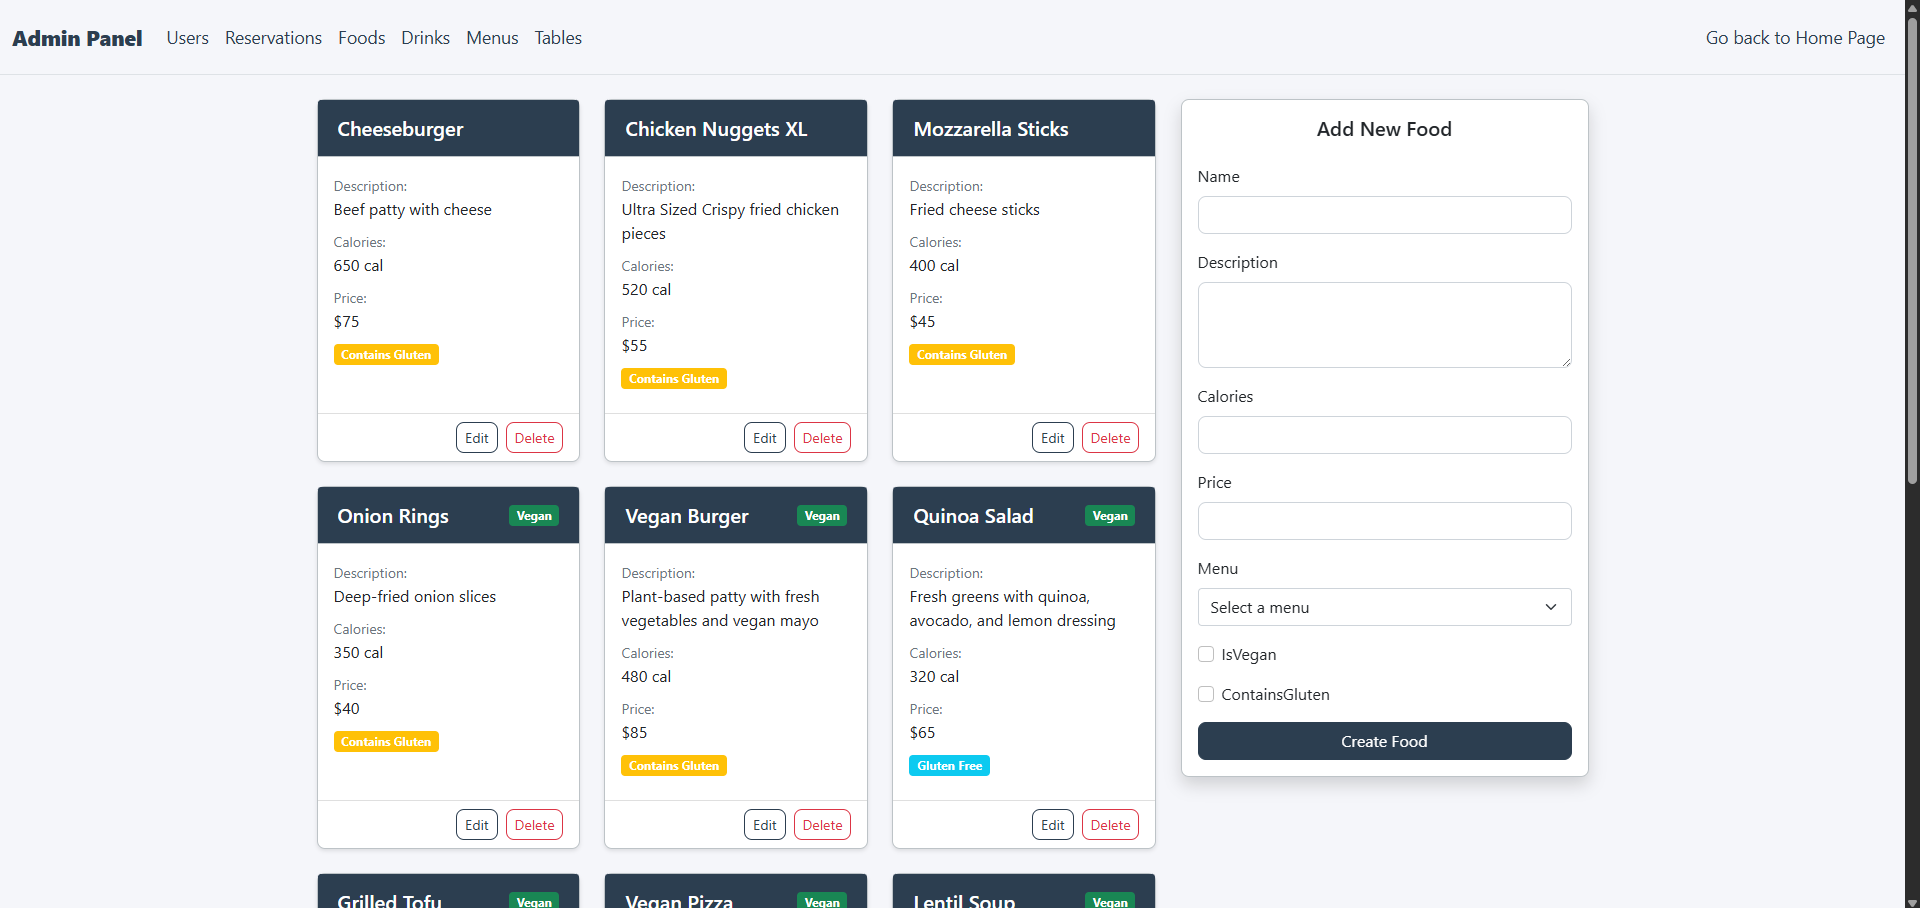 Admin Panel Users Reservations Foods Drinks Menus Tables Go back to Home Page
Cheeseburger
Description:
Beef patty with cheese
Calories:
650 cal
Price:
$75
Contains Gluten
Edit Delete
Chicken Nuggets XL
Description:
Ultra Sized Crispy fried chicken
pieces
Calories:
520 cal
Price:
$55
Contains Gluten
Edit Delete
Mozzarella Sticks
Description:
Fried cheese sticks
Calories:
400 cal
Price:
$45
Contains Gluten
Edit Delete
Onion Rings Vegan
Description:
Deep-fried onion slices
Calories:
350 cal
Price:
$40
Contains Gluten
Edit Delete
Vegan Burger Vegan
Description:
Plant-based patty with fresh
vegetables and vegan mayo
Calories:
480 cal
Price:
$85
Contains Gluten
Edit Delete
Quinoa Salad Vegan
Description:
Fresh greens with quinoa,
avocado, and lemon dressing
Calories:
320 cal
Price:
$65
Gluten Free
Edit Delete
Grilled Tofu Vegan
Vegan Pizza Vegan
Lentil Soup Vegan
Add New Food
Name
Description
Calories
Price
Menu
Select a menu
IsVegan
ContainsGluten
Create Food